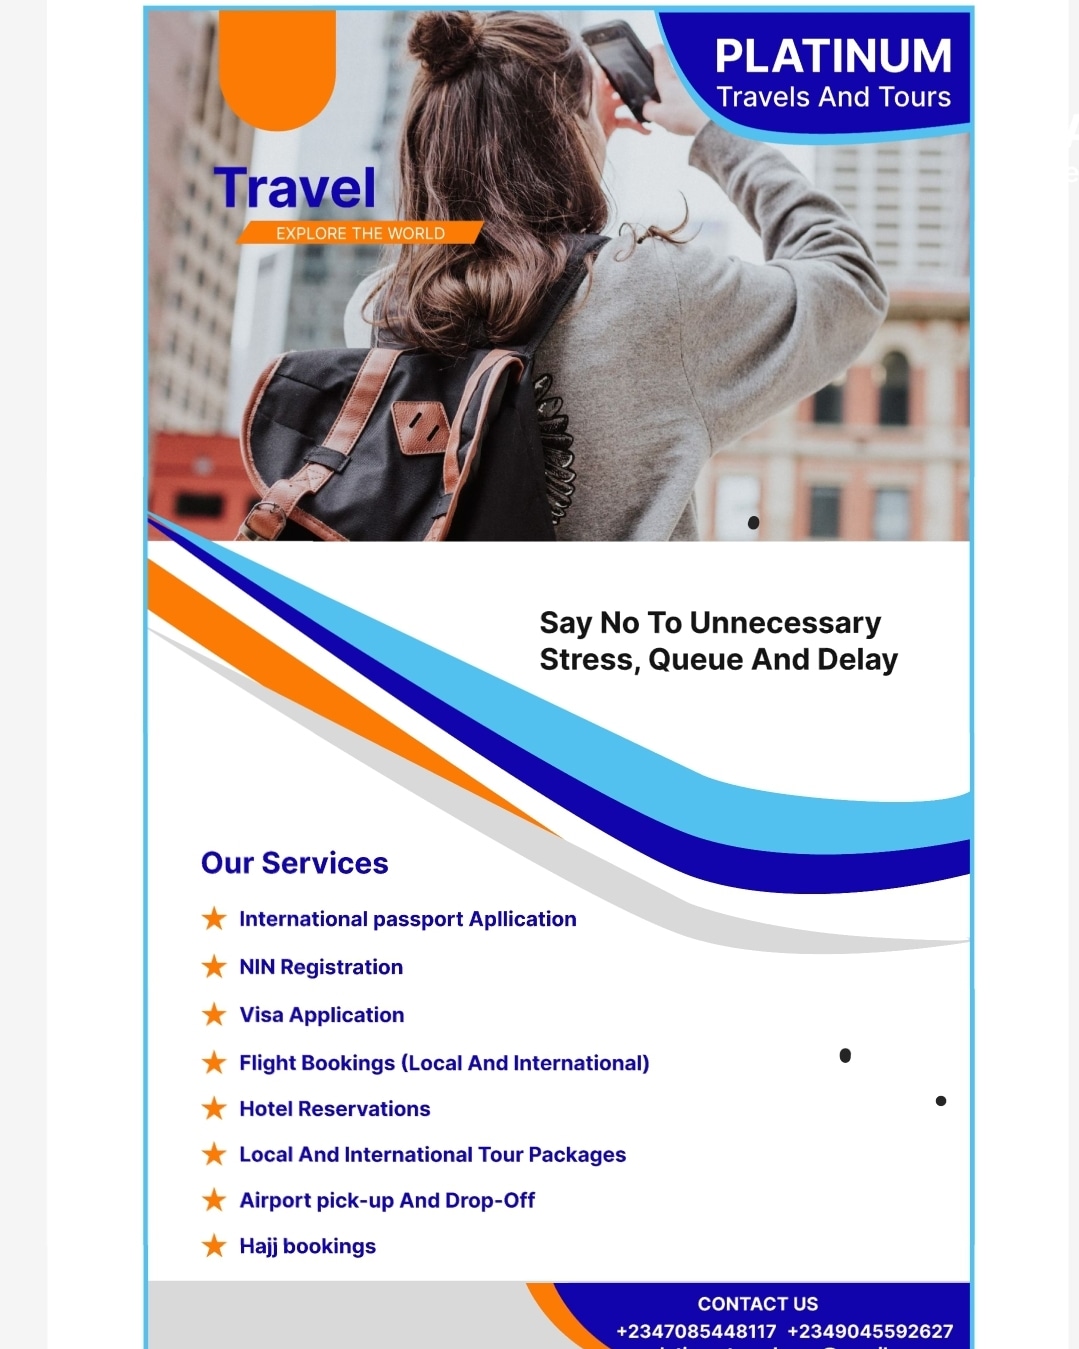 PLATINUM
Travels And Tours
Travel
EXPLORE THE WORLD
Say No To Unnecessary
Stress, Queue And Delay
Our Services
International passport Apllication
NIN Registration
Visa Application
Flight Bookings (Local And International)
Hotel Reservations
Local And International Tour Packages
Airport pick-up And Drop-Off
Hajj bookings
CONTACT US
+2347085448117 +2349045592627